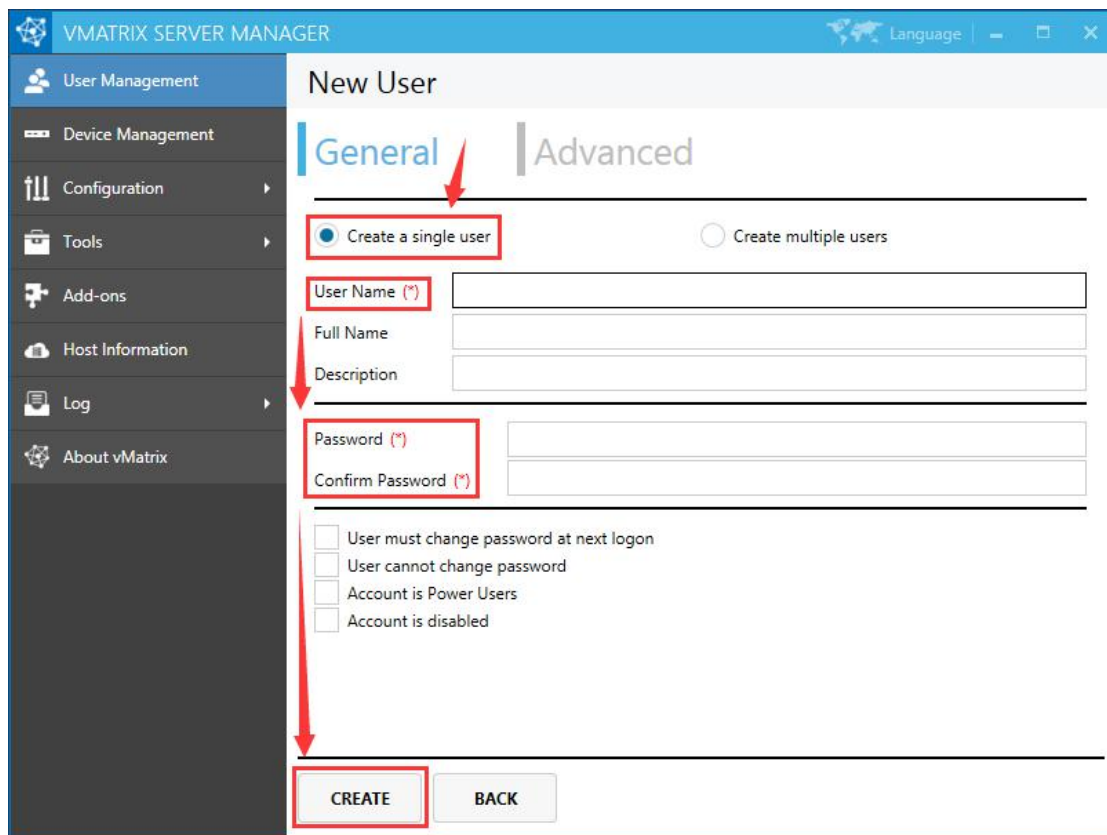 VMATRIX SERVER MANAGER Language
User Management
Device Management
Configuration
Tools
Add-ons
Host Information
Log
About vMatrix
New User
General Advanced
Create a single user Create multiple users
User Name (*)
Full Name
Description
Password (*)
Confirm Password (*)
User must change password at next logon
User cannot change password
Account is Power Users
Account is disabled
CREATE BACK